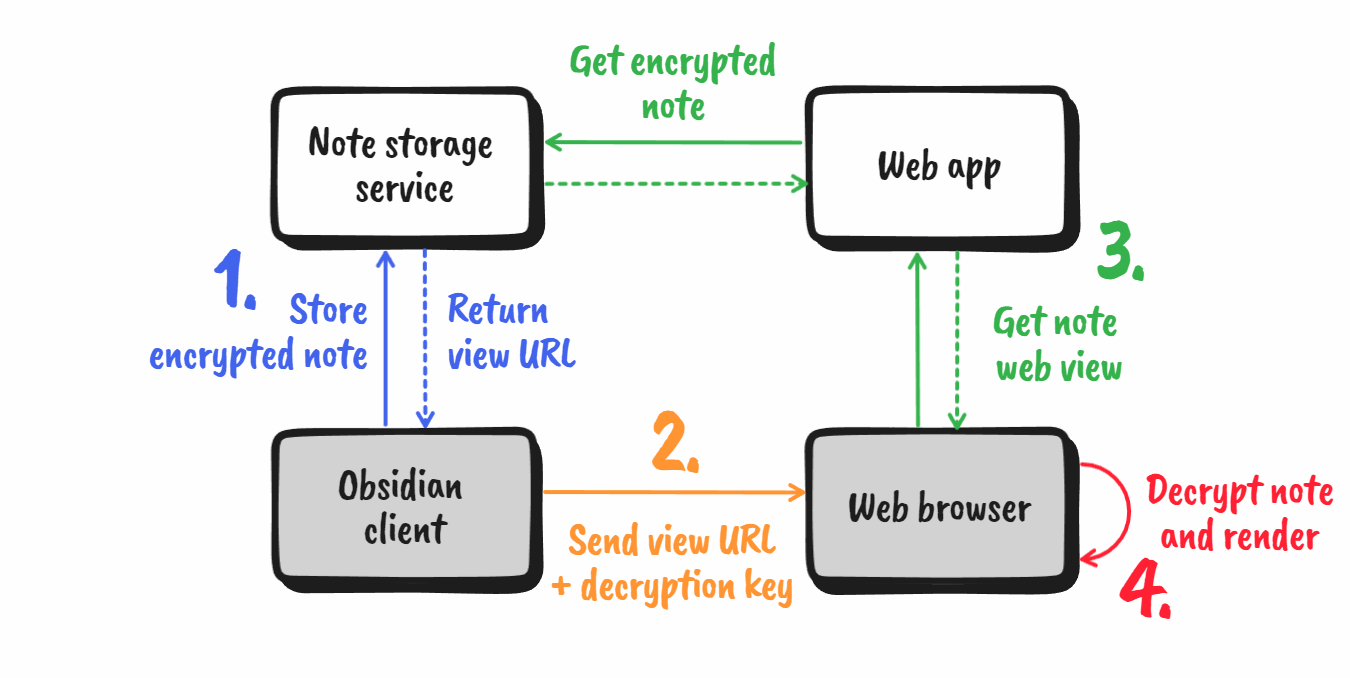 Get encrypted
note
Note storage
service
Web app
1.
Store
encrypted note
Return
view URL
3.
Get note
web view
Obsidian
client
2.
Send view URL
+ decryption key
Web browser
Decrypt note
and render
4.